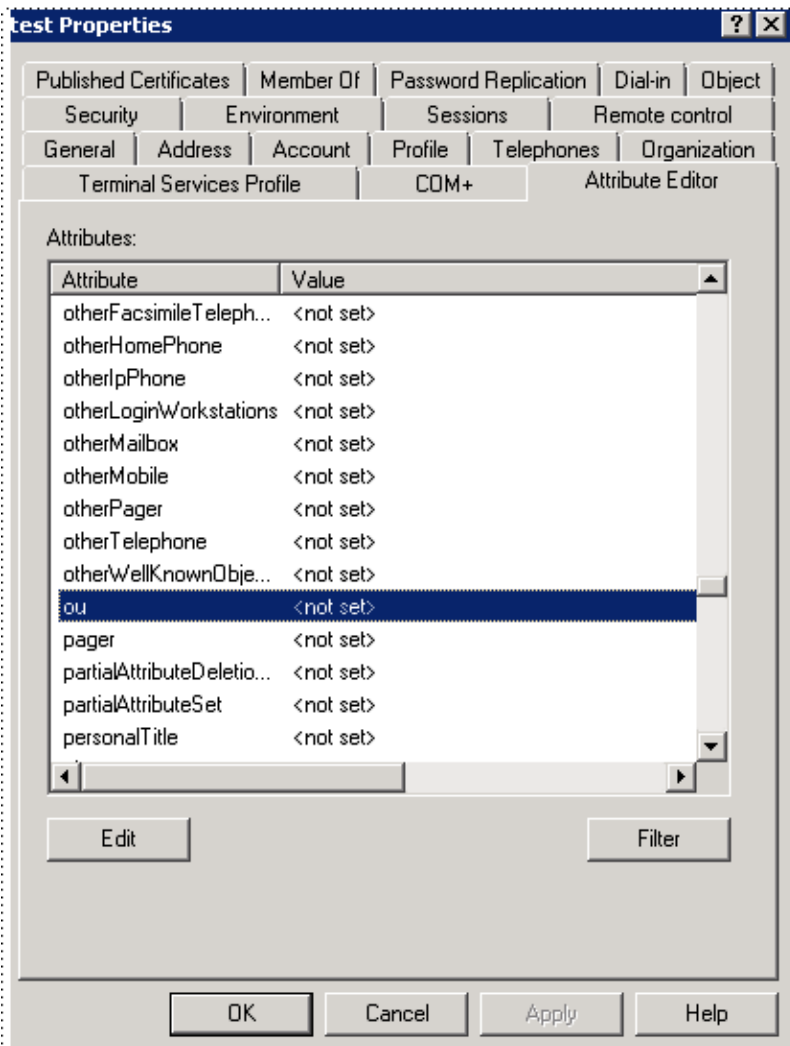 test Properties
Published Certificates Member Of Password Replication Dial-in Object
Security Environment Sessions Remote control
General Address Account Profile Telephones Organization
Terminal Services Profile COM+ Attribute Editor
Attributes:
Attribute Value
otherFacsimileTeleph... <not set>
otherHomePhone <not set>
otherIpPhone <not set>
otherLoginWorkstations <not set>
otherMailbox <not set>
otherMobile <not set>
otherPager <not set>
otherTelephone <not set>
otherWellKnownObje... <not set>
ou <not set>
pager <not set>
partialAttributeDeletio... <not set>
partialAttributeSet <not set>
personalTitle <not set>
Edit Filter
OK Cancel Apply Help